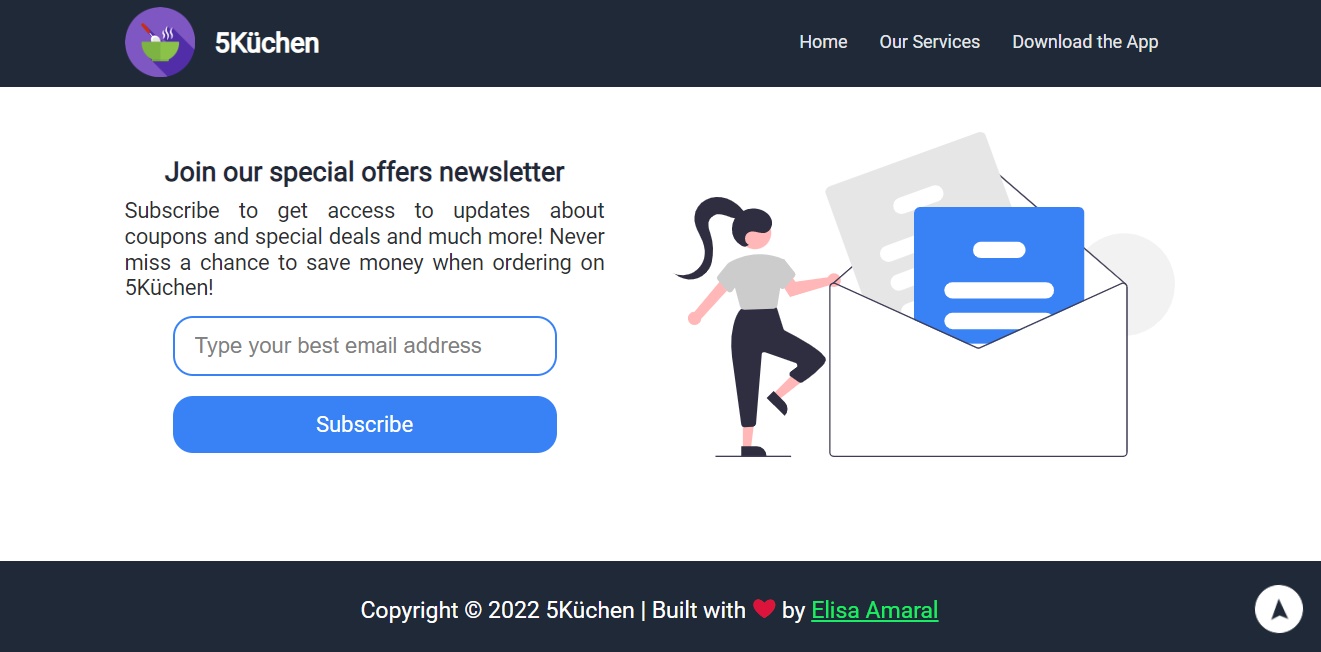 5Küchen
Home
Our Services
Download the App
Join our special offers newsletter
Subscribe to get access to updates about
coupons and special deals and much more! Never
miss a chance to save money when ordering on
5Küchen!
Type your best email address
Subscribe
Copyright © 2022 5Küchen | Built with ❤ by Elisa Amaral